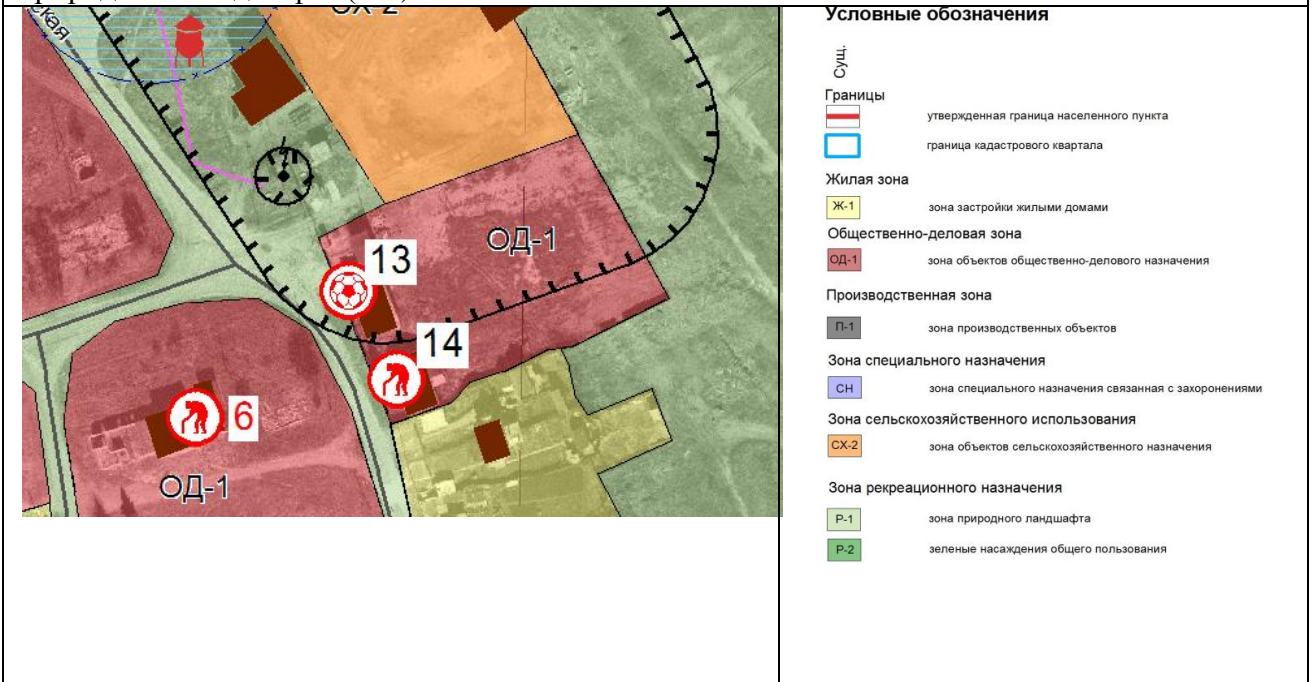 СХ-2
ская
13
ОД-1
14
6
ОД-1
Условные обозначения
Сущ.
Границы
утвержденная граница населенного пункта
граница кадастрового квартала
Жилая зона
Ж-1 зона застройки жилыми домами
Общественно-деловая зона
ОД-1 зона объектов общественно-делового назначения
Производственная зона
П-1 зона производственных объектов
Зона специального назначения
СН зона специального назначения связанная с захоронениями
Зона сельскохозяйственного использования
СХ-2 зона объектов сельскохозяйственного назначения
Зона рекреационного назначения
Р-1 зона природного ландшафта
Р-2 зеленые насаждения общего пользования